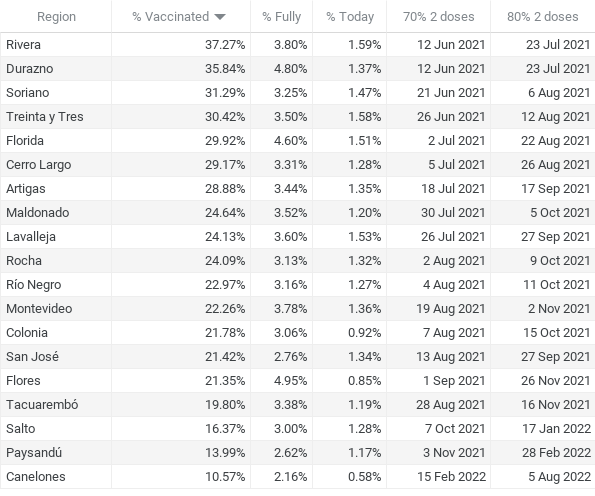 Region % Vaccinated % Fully % Today 70% 2 doses 80% 2 doses
Rivera 37.27% 3.80% 1.59% 12 Jun 2021 23 Jul 2021
Durazno 35.84% 4.80% 1.37% 12 Jun 2021 23 Jul 2021
Soriano 31.29% 3.25% 1.47% 21 Jun 2021 6 Aug 2021
Treinta y Tres 30.42% 3.50% 1.58% 26 Jun 2021 12 Aug 2021
Florida 29.92% 4.60% 1.51% 2 Jul 2021 22 Aug 2021
Cerro Largo 29.17% 3.31% 1.28% 5 Jul 2021 26 Aug 2021
Artigas 28.88% 3.44% 1.35% 18 Jul 2021 17 Sep 2021
Maldonado 24.64% 3.52% 1.20% 30 Jul 2021 5 Oct 2021
Lavalleja 24.13% 3.60% 1.53% 26 Jul 2021 27 Sep 2021
Rocha 24.09% 3.13% 1.32% 2 Aug 2021 9 Oct 2021
Río Negro 22.97% 3.16% 1.27% 4 Aug 2021 11 Oct 2021
Montevideo 22.26% 3.78% 1.36% 19 Aug 2021 2 Nov 2021
Colonia 21.78% 3.06% 0.92% 7 Aug 2021 15 Oct 2021
San José 21.42% 2.76% 1.34% 13 Aug 2021 27 Sep 2021
Flores 21.35% 4.95% 0.85% 1 Sep 2021 26 Nov 2021
Tacuarembó 19.80% 3.38% 1.19% 28 Aug 2021 16 Nov 2021
Salto 16.37% 3.00% 1.28% 7 Oct 2021 17 Jan 2022
Paysandú 13.99% 2.62% 1.17% 3 Nov 2021 28 Feb 2022
Canelones 10.57% 2.16% 0.58% 15 Feb 2022 5 Aug 2022